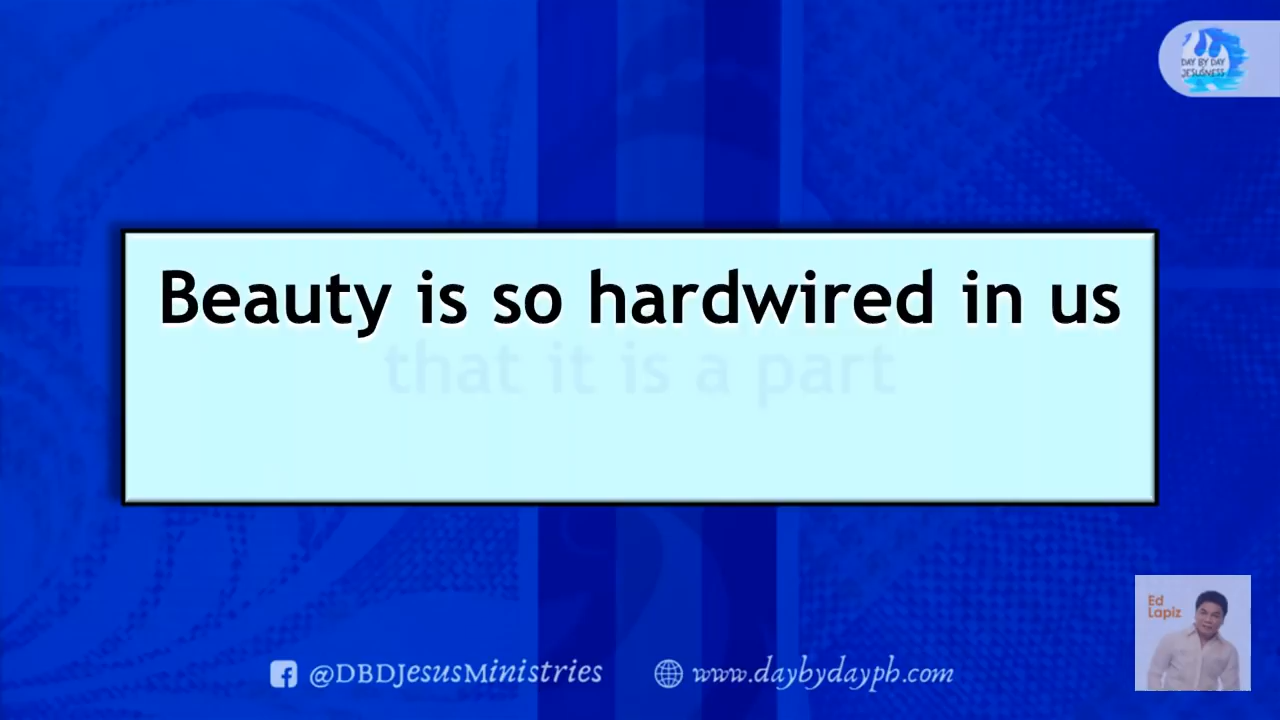 DAY BY DAY
JESUSNESS
Beauty is so hardwired in us
that it is a part
Ed
Lapiz
@DBDJesusMinistries
www.daybydayph.com